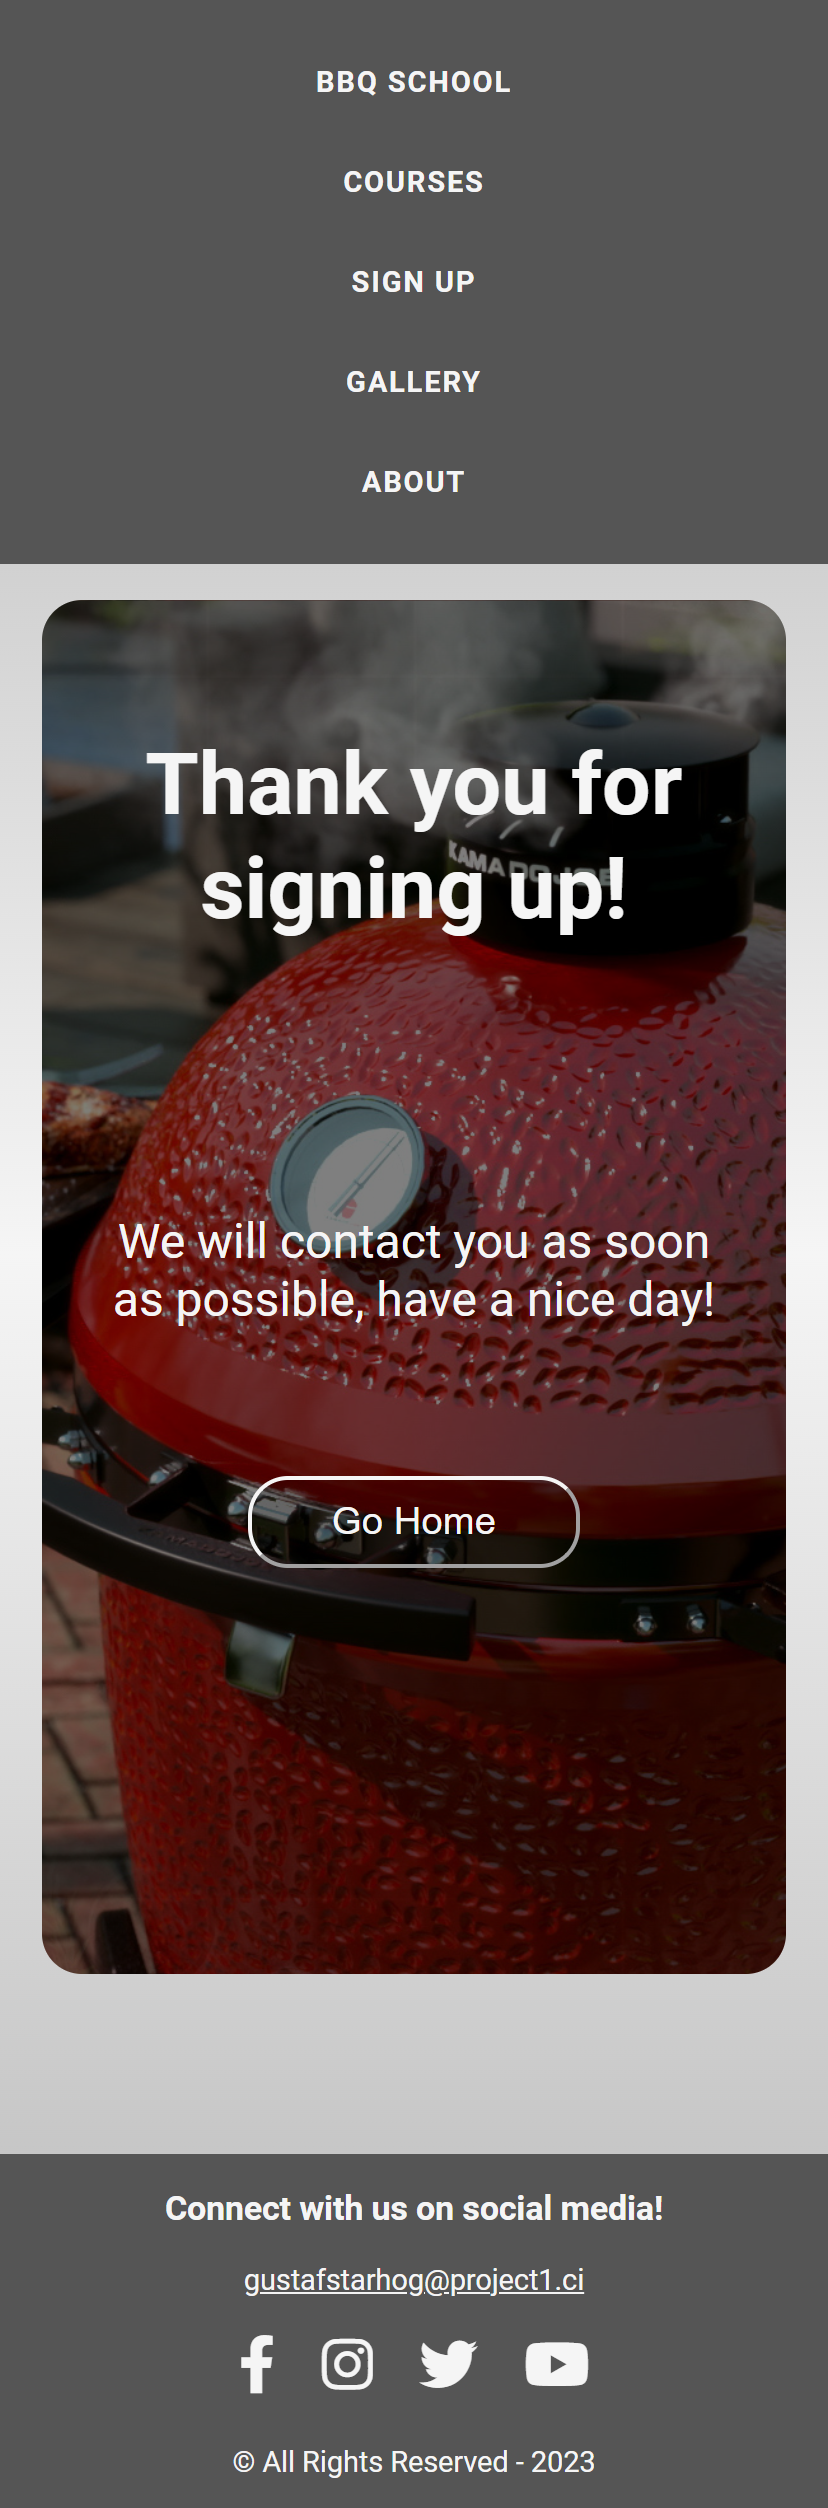 BBQ SCHOOL
COURSES
SIGN UP
GALLERY
ABOUT
Thank you for
KAMADO JOE
signing up!
We will contact you as soon
as possible, have a nice day!
Go Home
Connect with us on social media!
gustafstarhog@project1.ci
© All Rights Reserved - 2023